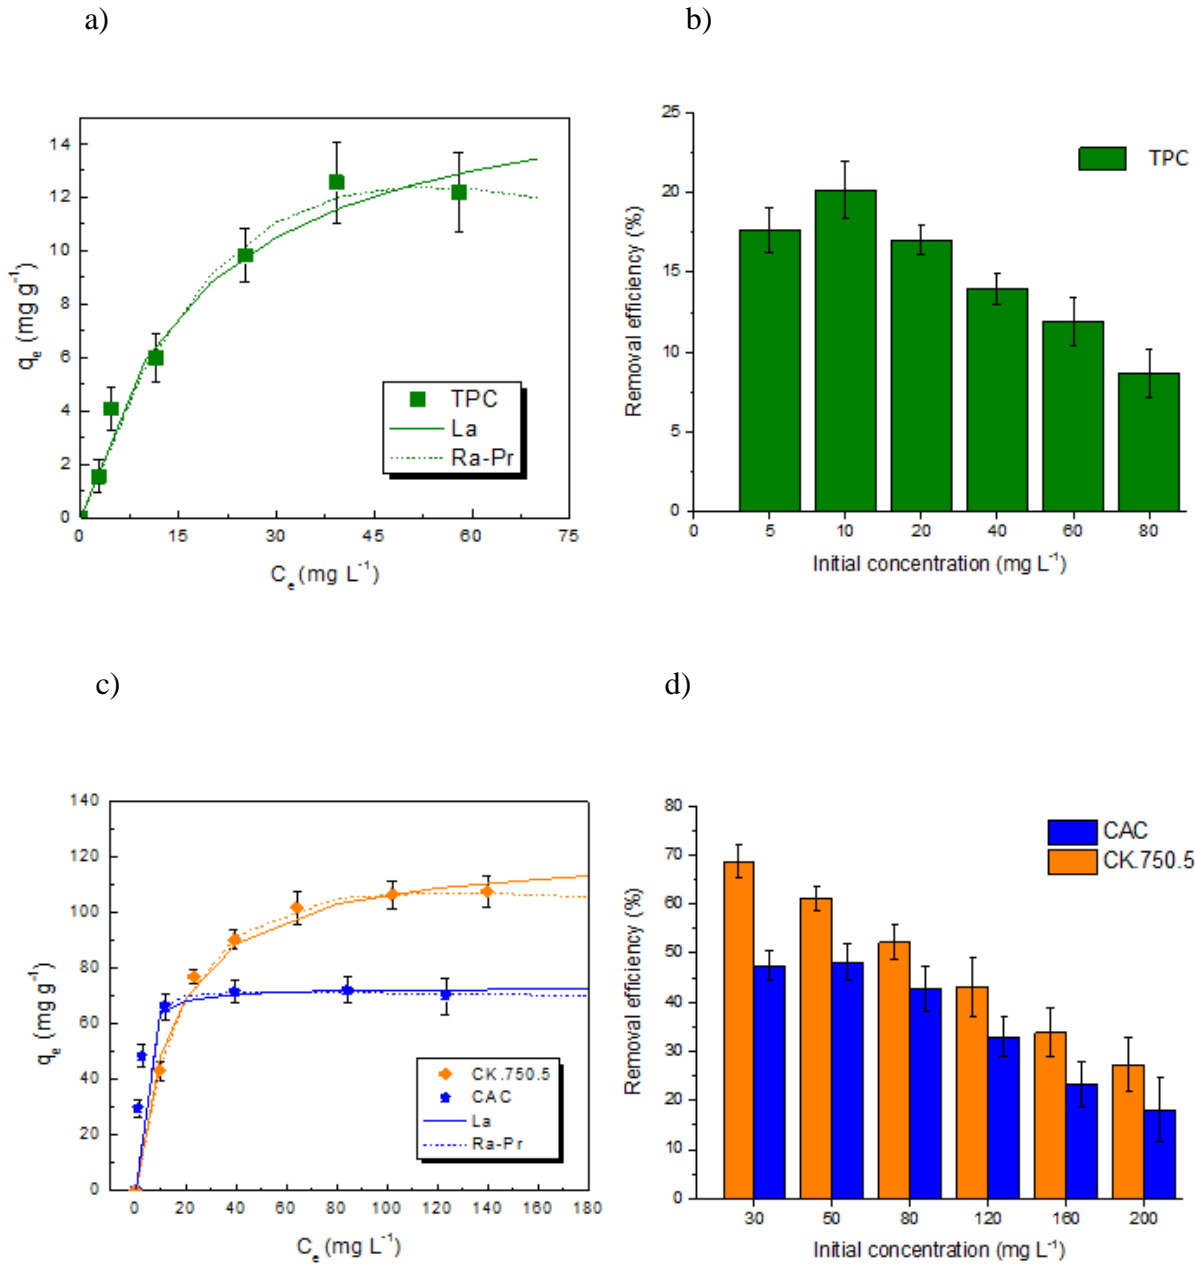 a)
14
12
10
8
6
4
2
0
qe (mg g-1)
TPC
La
Ra-Pr
0 15 30 45 60 75
Ce (mg L-1)
b)
25
20
15
10
5
0
Removal efficiency (%)
TPC
0 5 10 20 40 60 80
Initial concentration (mg L-1)
c)
140
120
100
80
60
40
20
0
qe (mg g-1)
CK.750.5
CAC
La
Ra-Pr
0 20 40 60 80 100 120 140 160 180
Ce (mg L-1)
d)
80
70
60
50
40
30
20
10
0
Removal efficiency (%)
CAC
CK.750.5
30 50 80 120 160 200
Initial concentration (mg L-1)